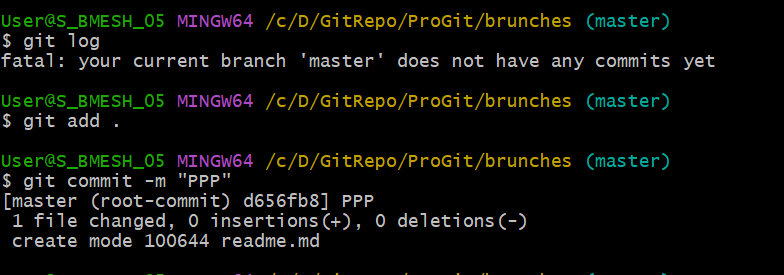 User@S_BMESH_05 MINGW64 /c/D/GitRepo/ProGit/brunches (master)
$ git log
fatal: your current branch 'master' does not have any commits yet
User@S_BMESH_05 MINGW64 /c/D/GitRepo/ProGit/brunches (master)
$ git add .
User@S_BMESH_05 MINGW64 /c/D/GitRepo/ProGit/brunches (master)
$ git commit -m "PPP"
[master (root-commit) d656fb8] PPP
 1 file changed, 0 insertions(+), 0 deletions(-)
 create mode 100644 readme.md